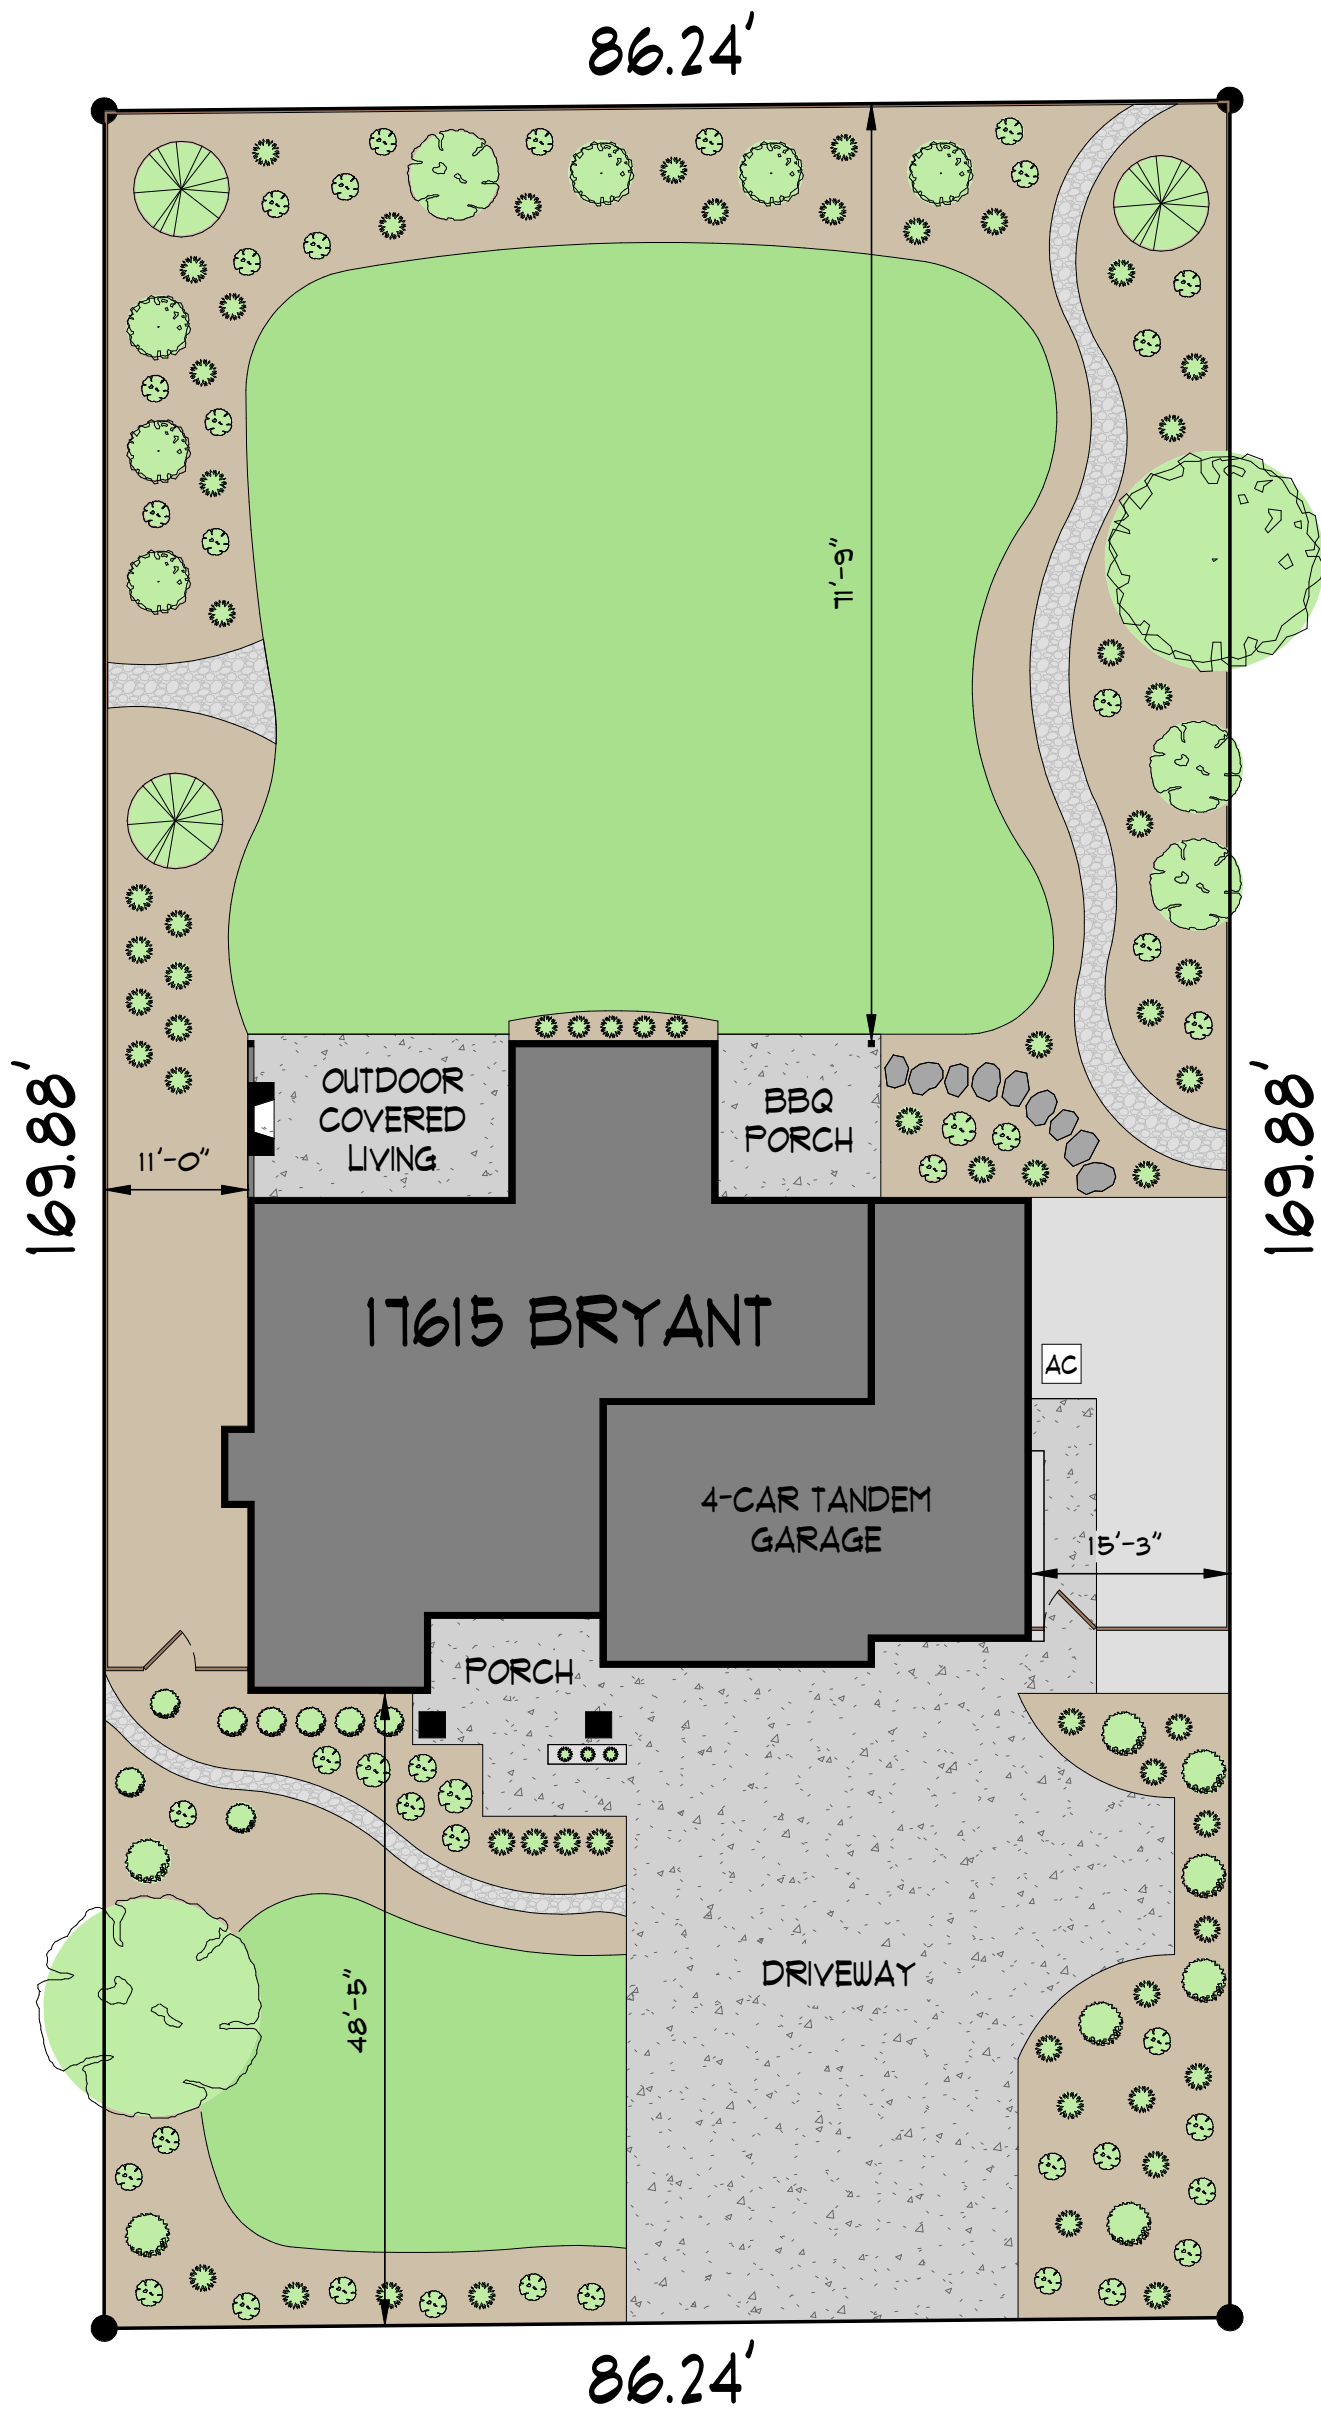 86.24'
71'-9"
OUTDOOR
COVERED
LIVING
BBQ
PORCH
169.88'
169.88'
11'-0"
17615 BRYANT
AC
4-CAR TANDEM
GARAGE
15'-3"
PORCH
DRIVEWAY
48'-5"
86.24'